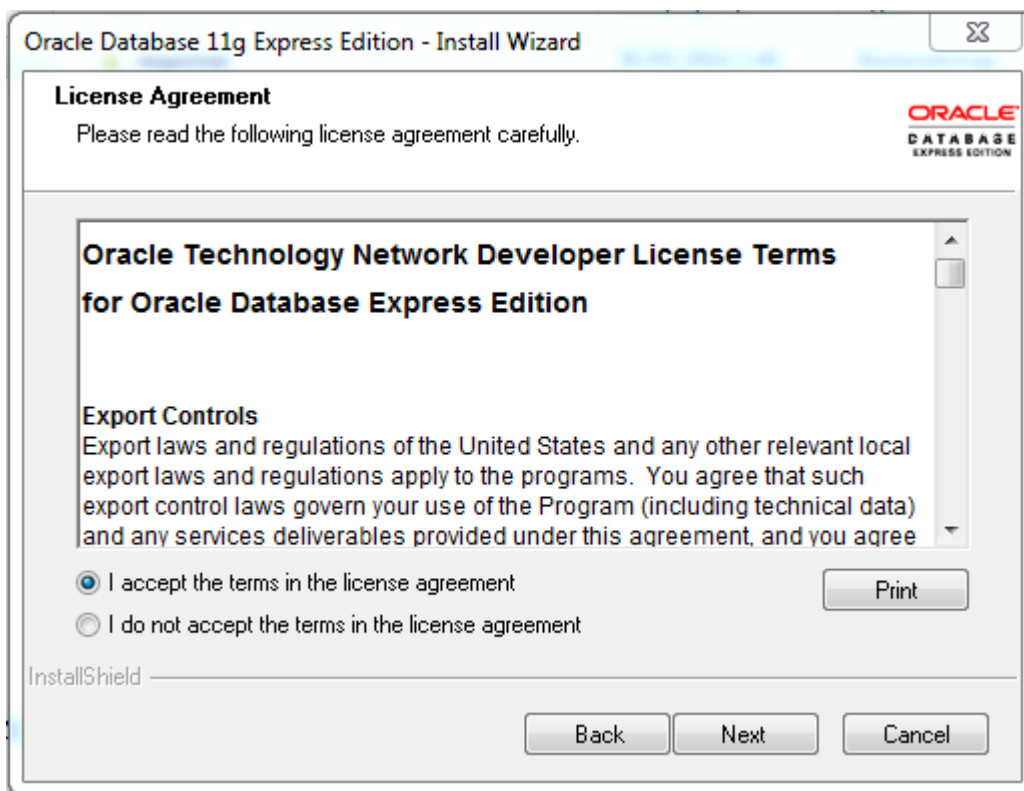 Oracle Database 11g Express Edition - Install Wizard
License Agreement
Please read the following license agreement carefully.
ORACLE
DATABASE
EXPRESS EDITION
Oracle Technology Network Developer License Terms
for Oracle Database Express Edition
Export Controls
Export laws and regulations of the United States and any other relevant local
export laws and regulations apply to the programs.  You agree that such
export control laws govern your use of the Program (including technical data)
and any services deliverables provided under this agreement, and you agree
I accept the terms in the license agreement
Print
I do not accept the terms in the license agreement
InstallShield
Back
Next
Cancel